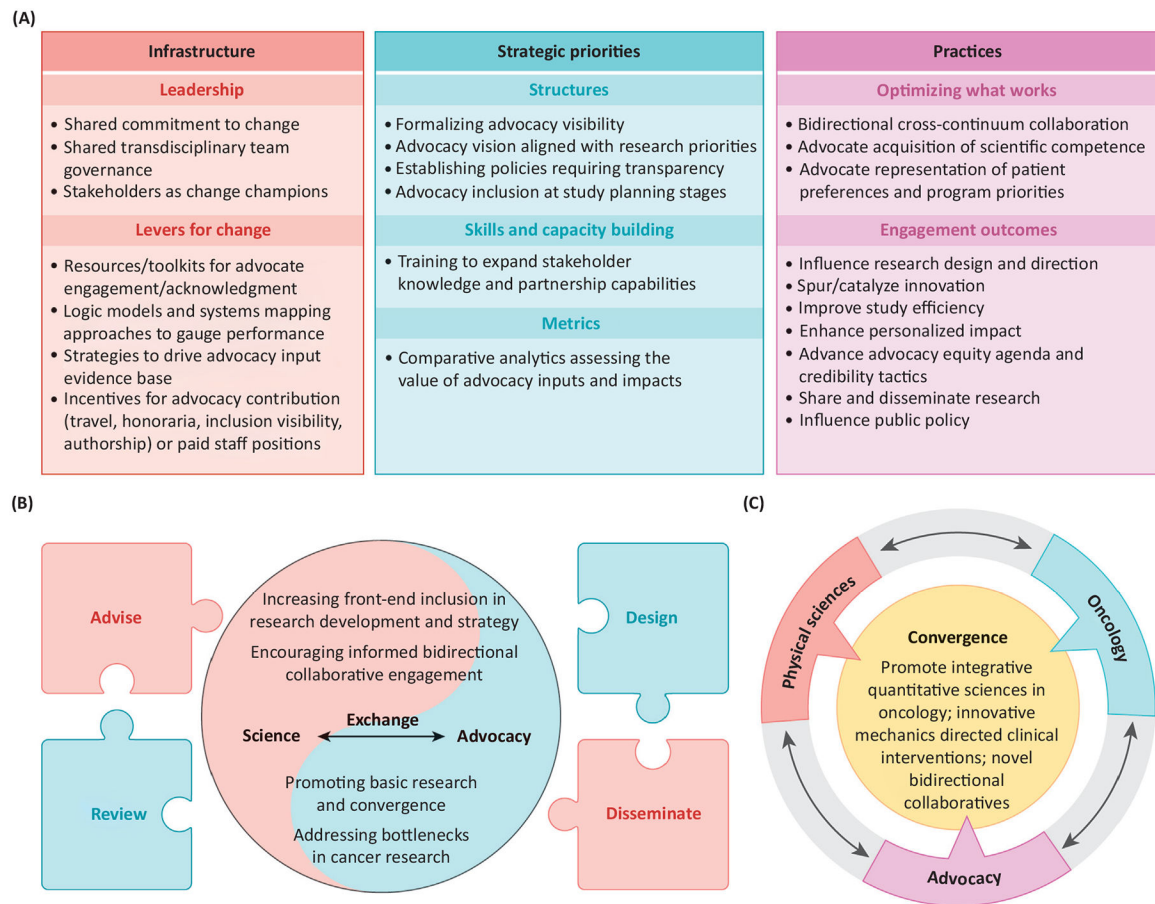 (A)
Infrastructure
Leadership
• Shared commitment to change
• Shared transdisciplinary team
governance
• Stakeholders as change champions
Levers for change
• Resources/toolkits for advocate
engagement/acknowledgment
• Logic models and systems mapping
approaches to gauge performance
• Strategies to drive advocacy input
evidence base
• Incentives for advocacy contribution
(travel, honoraria, inclusion visibility,
authorship) or paid staff positions
Strategic priorities
Structures
• Formalizing advocacy visibility
• Advocacy vision aligned with research priorities
• Establishing policies requiring transparency
• Advocacy inclusion at study planning stages
Skills and capacity building
• Training to expand stakeholder
knowledge and partnership capabilities
Metrics
• Comparative analytics assessing the
value of advocacy inputs and impacts
Practices
Optimizing what works
• Bidirectional cross-continuum collaboration
• Advocate acquisition of scientific competence
• Advocate representation of patient
preferences and program priorities
Engagement outcomes
• Influence research design and direction
• Spur/catalyze innovation
• Improve study efficiency
• Enhance personalized impact
• Advance advocacy equity agenda and
credibility tactics
• Share and disseminate research
• Influence public policy
(B)
Advise
Review
Increasing front-end inclusion in
research development and strategy
Encouraging informed bidirectional
collaborative engagement
Exchange
Science
Advocacy
Promoting basic research
and convergence
Addressing bottlenecks
in cancer research
Design
Disseminate
(C)
Physical sciences
Oncology
Advocacy
Convergence
Promote integrative
quantitative sciences in
oncology; innovative
mechanics directed clinical
interventions; novel
bidirectional
collaboratives